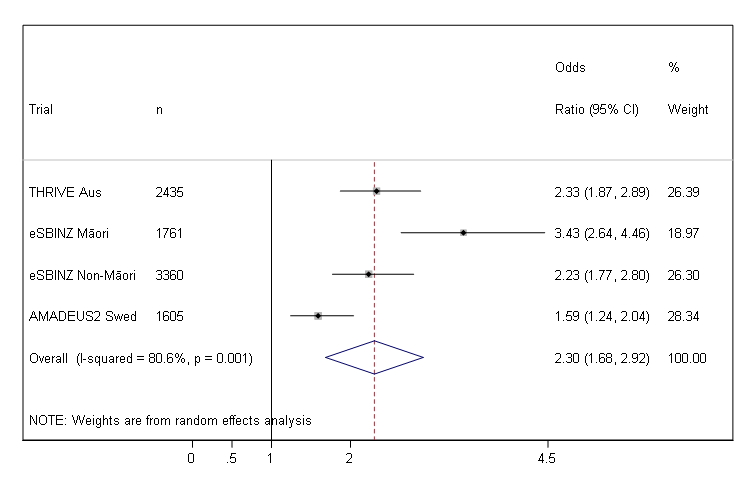 Odds %
Trial n Ratio (95% CI) Weight
THRIVE Aus 2435 2.33 (1.87, 2.89) 26.39
eSBINZ Māori 1761 3.43 (2.64, 4.46) 18.97
eSBINZ Non-Māori 3360 2.23 (1.77, 2.80) 26.30
AMADEUS2 Swed 1605 1.59 (1.24, 2.04) 28.34
Overall (I-squared = 80.6%, p = 0.001) 2.30 (1.68, 2.92) 100.00
NOTE: Weights are from random effects analysis
0 .5 1 2 4.5